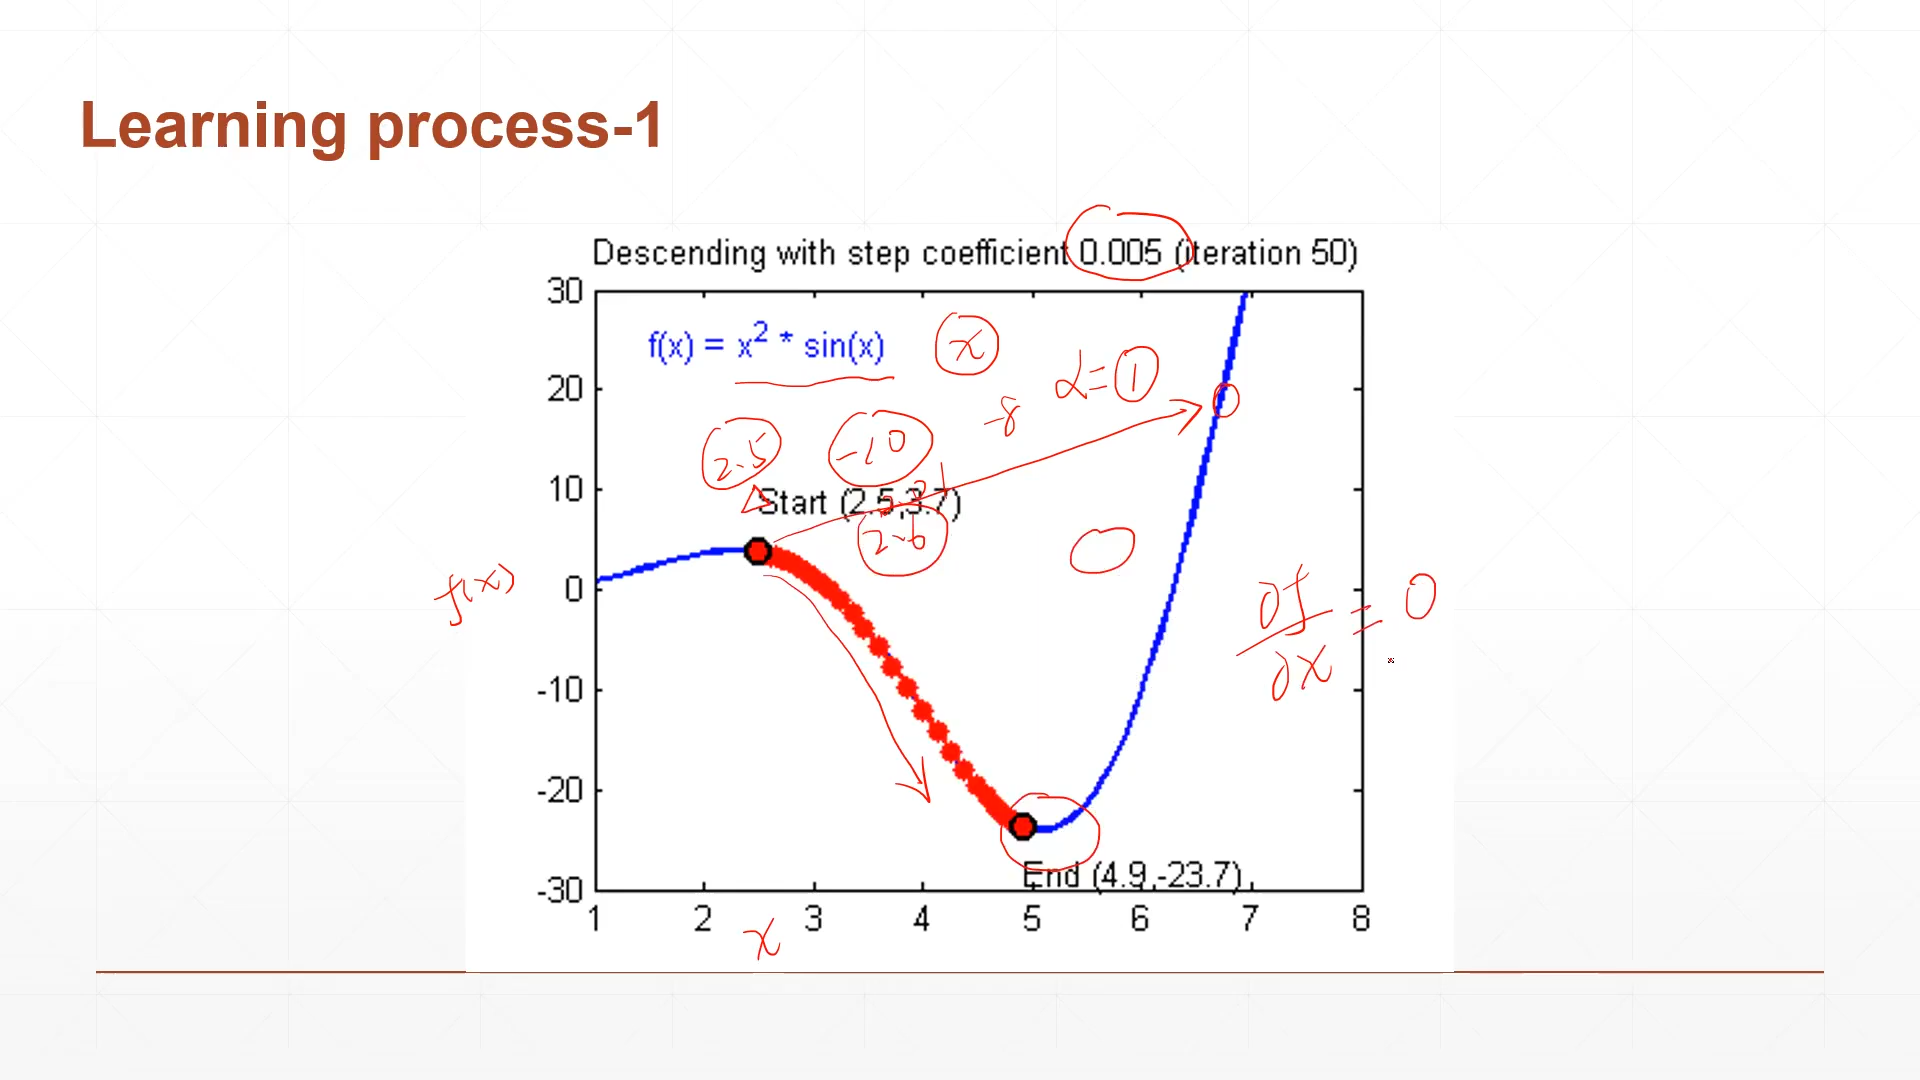 Learning process-1
Descending with step coefficient 0.005 (iteration 50)
30
f(x) = x² * sin(x)
x
α=1
20
-8
2.5
-10
10
Start (2.5,3.7)
2.6
f(x)
0
∂f/∂x = 0
-10
-20
End (4.9,-23.7)
-30
1 2 3 4 5 6 7 8
x